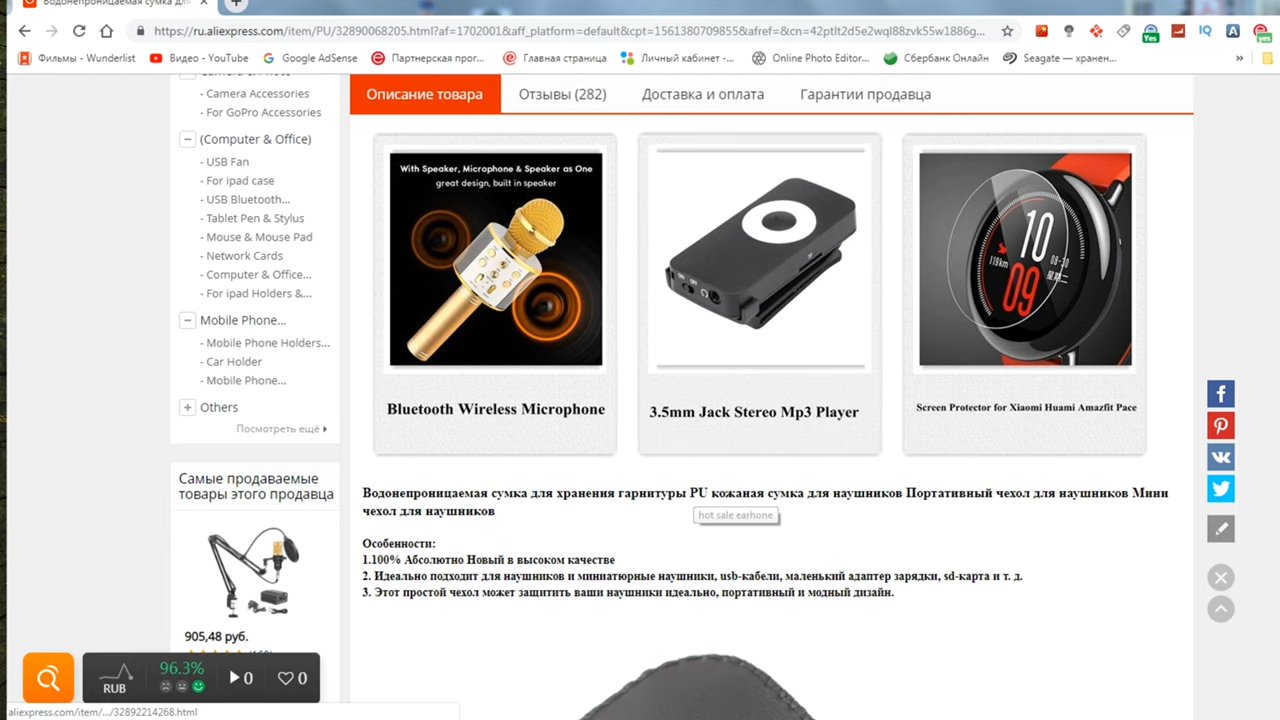 Водонепроницаемая сумка для
https://ru.aliexpress.com/item/PU/32890068205.html?af=1702001&aff_platform=default&cpt=1561380709855&afref=&cn=42ptlt2d5e2wql88zvk55w1886g...
Фильмы - Wunderlist
Видео - YouTube
Google AdSense
Партнерская прог...
Главная страница
Личный кабинет -...
Online Photo Editor...
Сбербанк Онлайн
Seagate — хранен...
»
- Camera Accessories
- For GoPro Accessories
(Computer & Office)
- USB Fan
- For ipad case
- USB Bluetooth...
- Tablet Pen & Stylus
- Mouse & Mouse Pad
- Network Cards
- Computer & Office...
- For ipad Holders &...
Mobile Phone...
- Mobile Phone Holders...
- Car Holder
- Mobile Phone...
Others
Посмотреть ещё
Самые продаваемые
товары этого продавца
905,48 руб.
Описание товара
Отзывы (282)
Доставка и оплата
Гарантии продавца
With Speaker, Microphone & Speaker as One
great design, built in speaker
Bluetooth Wireless Microphone
3.5mm Jack Stereo Mp3 Player
10
09
119km
08-30
星期二
Screen Protector for Xiaomi Huami Amazfit Pace
Водонепроницаемая сумка для хранения гарнитуры PU кожаная сумка для наушников Портативный чехол для наушников Мини
чехол для наушников
hot sale earhone
Особенности:
1.100% Абсолютно Новый в высоком качестве
2. Идеально подходит для наушников и миниатюрные наушники, usb-кабели, маленький адаптер зарядки, sd-карта и т. д.
3. Этот простой чехол может защитить ваши наушники идеально, портативный и модный дизайн.
RUB
96.3%
0
0
aliexpress.com/item/.../32892214268.html